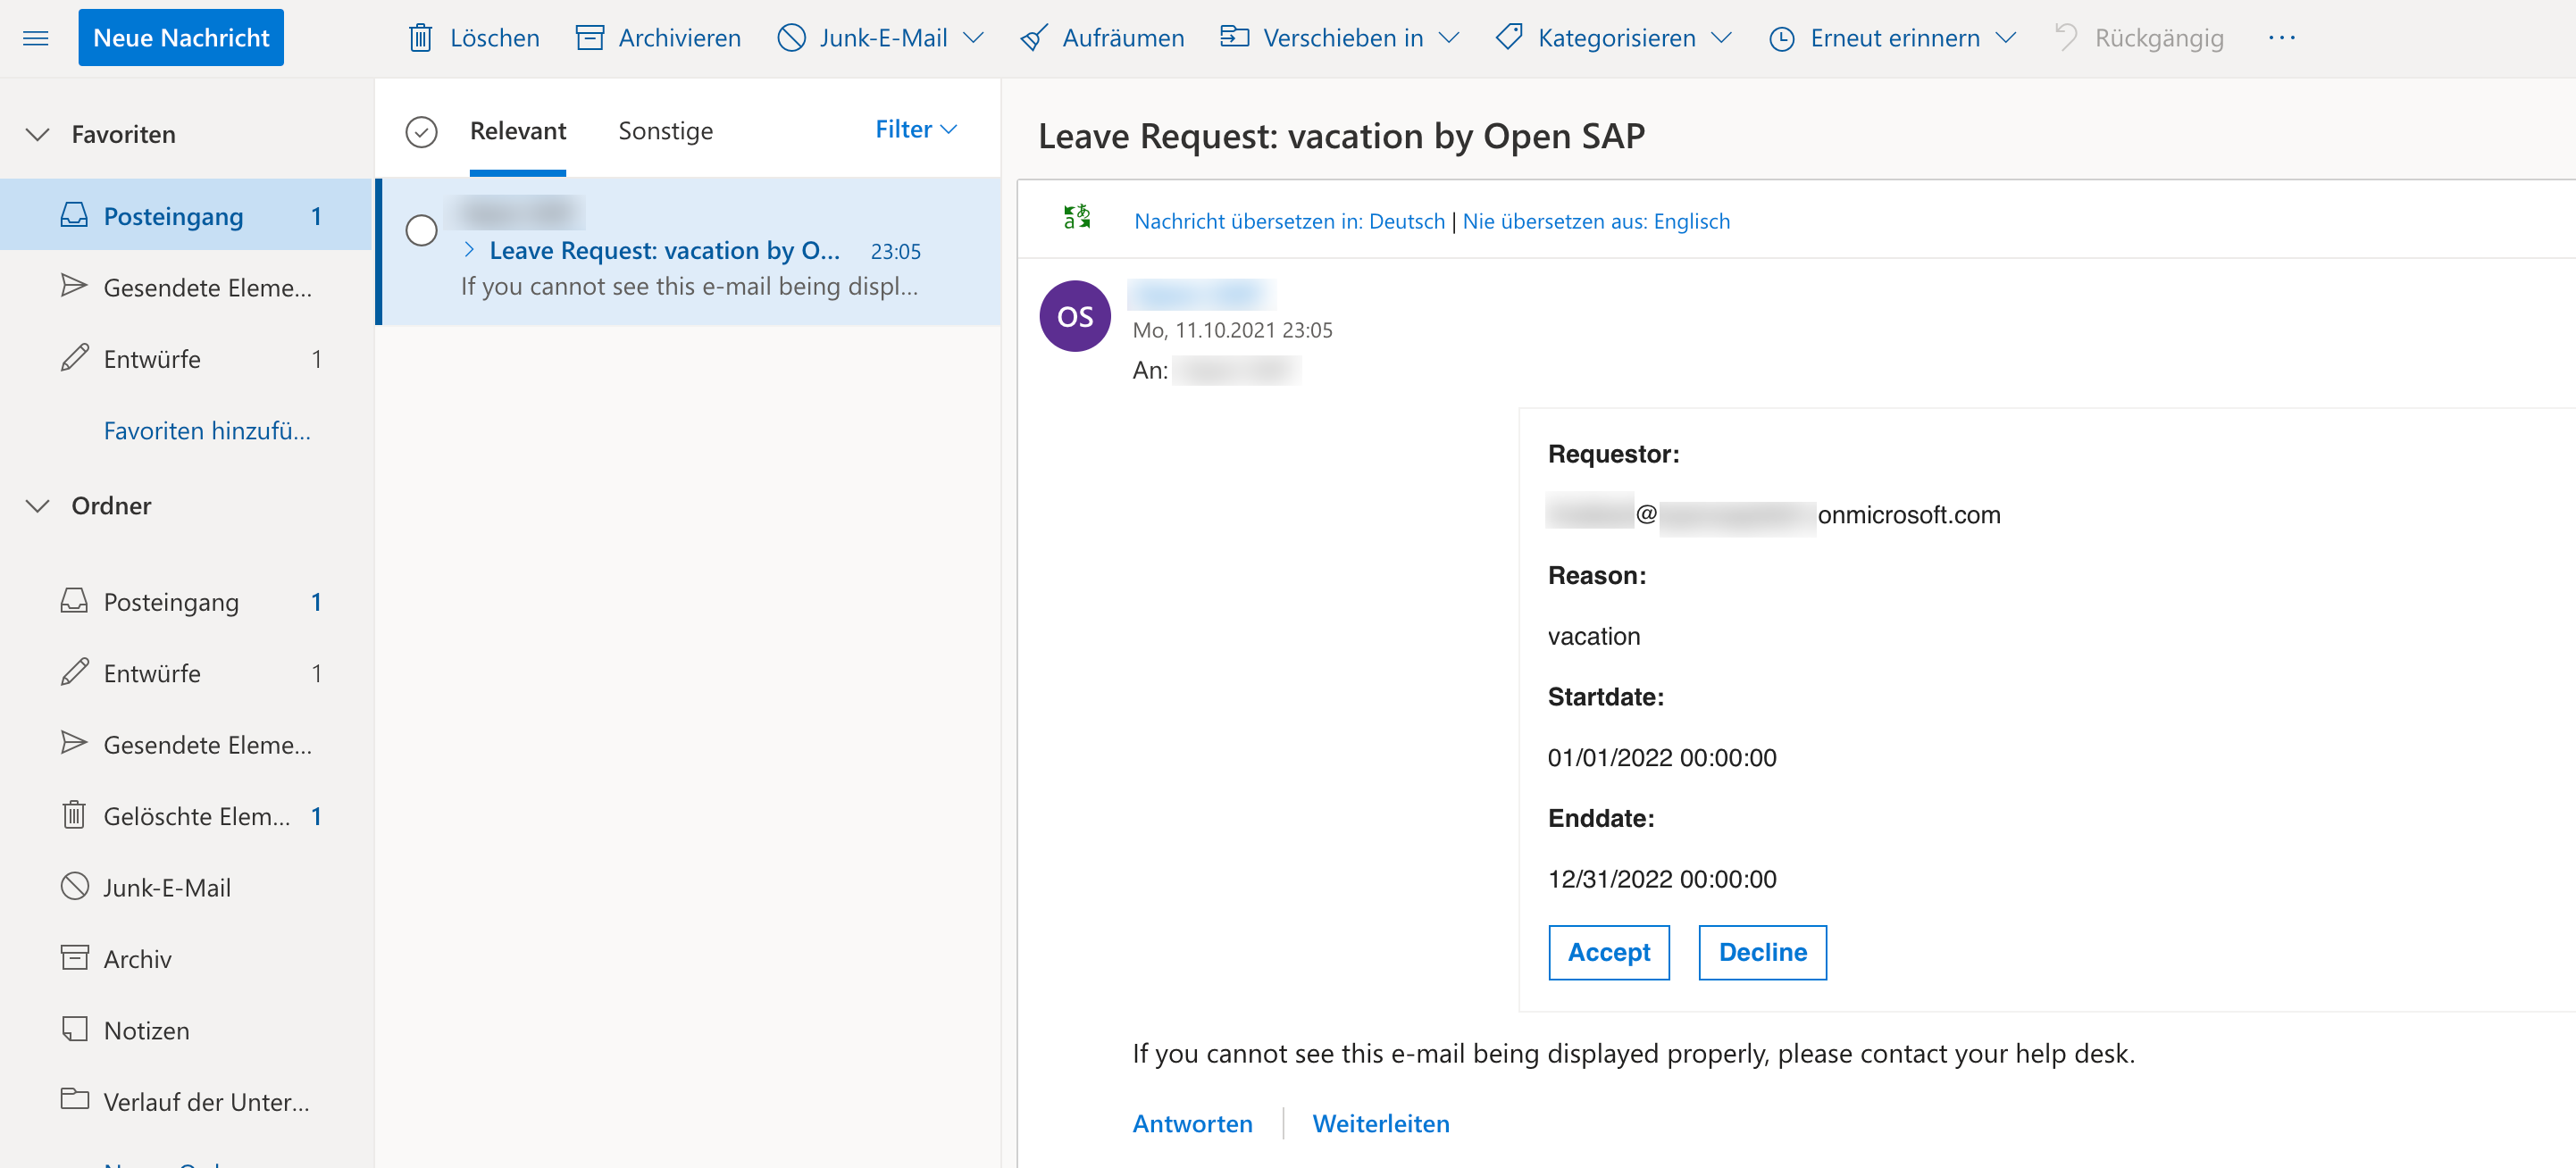 Neue Nachricht
Löschen
Archivieren
Junk-E-Mail
Aufräumen
Verschieben in
Kategorisieren
Erneut erinnern
Rückgängig
Favoriten
Posteingang 1
Gesendete Eleme...
Entwürfe 1
Favoriten hinzufü...
Ordner
Posteingang 1
Entwürfe 1
Gesendete Eleme...
Gelöschte Elem... 1
Junk-E-Mail
Archiv
Notizen
Verlauf der Unter...
Relevant
Sonstige
Filter
Leave Request: vacation by O... 23:05
If you cannot see this e-mail being displ...
Leave Request: vacation by Open SAP
Nachricht übersetzen in: Deutsch | Nie übersetzen aus: Englisch
OS
Mo, 11.10.2021 23:05
An:
Requestor:
@ onmicrosoft.com
Reason:
vacation
Startdate:
01/01/2022 00:00:00
Enddate:
12/31/2022 00:00:00
Accept
Decline
If you cannot see this e-mail being displayed properly, please contact your help desk.
Antworten
Weiterleiten